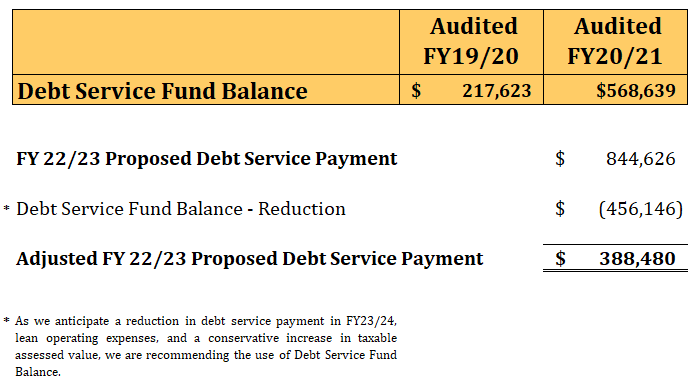 Audited Audited
FY19/20 FY20/21
Debt Service Fund Balance $ 217,623 $568,639
FY 22/23 Proposed Debt Service Payment $ 844,626
* Debt Service Fund Balance - Reduction $ (456,146)
Adjusted FY 22/23 Proposed Debt Service Payment $ 388,480
* As we anticipate a reduction in debt service payment in FY23/24,
lean operating expenses, and a conservative increase in taxable
assessed value, we are recommending the use of Debt Service Fund
Balance.